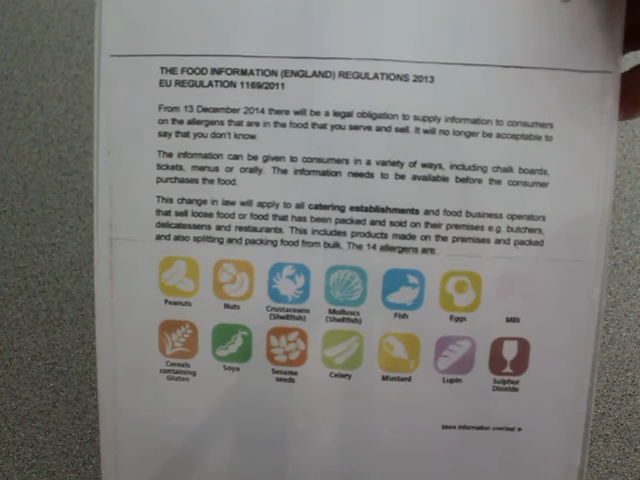 THE FOOD INFORMATION (ENGLAND) REGULATIONS 2013
EU REGULATION 1169/2011
From 13 December 2014 there will be a legal obligation to supply information to consumers
on the allergens that are in the food that you serve and sell. It will no longer be acceptable to
say that you don't know.
The information can be given to consumers in a variety of ways, including chalk boards,
tickets, menus or orally. The information needs to be available before the consumer
purchases the food.
This change in law will apply to all catering establishments and food business operators
that sell loose food or food that has been packed and sold on their premises e.g. butchers,
delicatessens and restaurants. This includes products made on the premises and packed
and also splitting and packing food from bulk. The 14 allergens are:
Peanuts Nuts Crustaceans (Shellfish) Molluscs (Shellfish) Fish Eggs Milk
Cereals containing Gluten Soya Sesame seeds Celery Mustard Lupin Sulphur Dioxide
More information overleaf